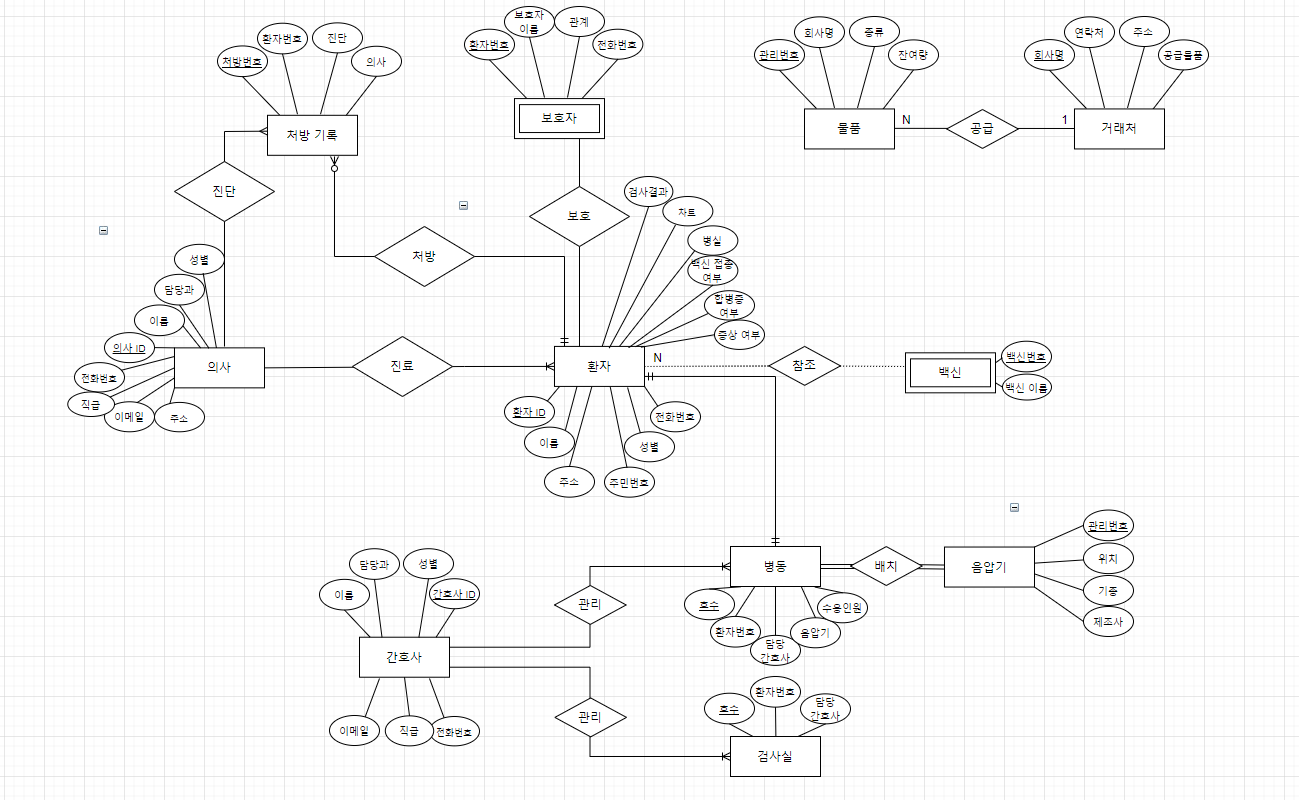 처방번호
환자번호
진단
의사
처방 기록
환자번호
보호자
이름
관계
전화번호
보호자
관리번호
회사명
종류
잔여량
물품
N
공급
1
회사명
연락처
주소
공급물품
거래처
진단
처방
보호
검사결과
차트
병실
백신 접종
여부
합병증
여부
증상 여부
성별
담당과
이름
의사 ID
전화번호
직급
이메일
주소
의사
진료
환자
N
참조
백신
백신번호
백신 이름
환자 ID
이름
주소
주민번호
성별
전화번호
병동
호수
환자번호
담당
간호사
음압기
수용인원
배치
음압기
관리번호
위치
기종
제조사
이름
담당과
성별
간호사 ID
간호사
이메일
직급
전화번호
관리
관리
호수
환자번호
담당
간호사
검사실